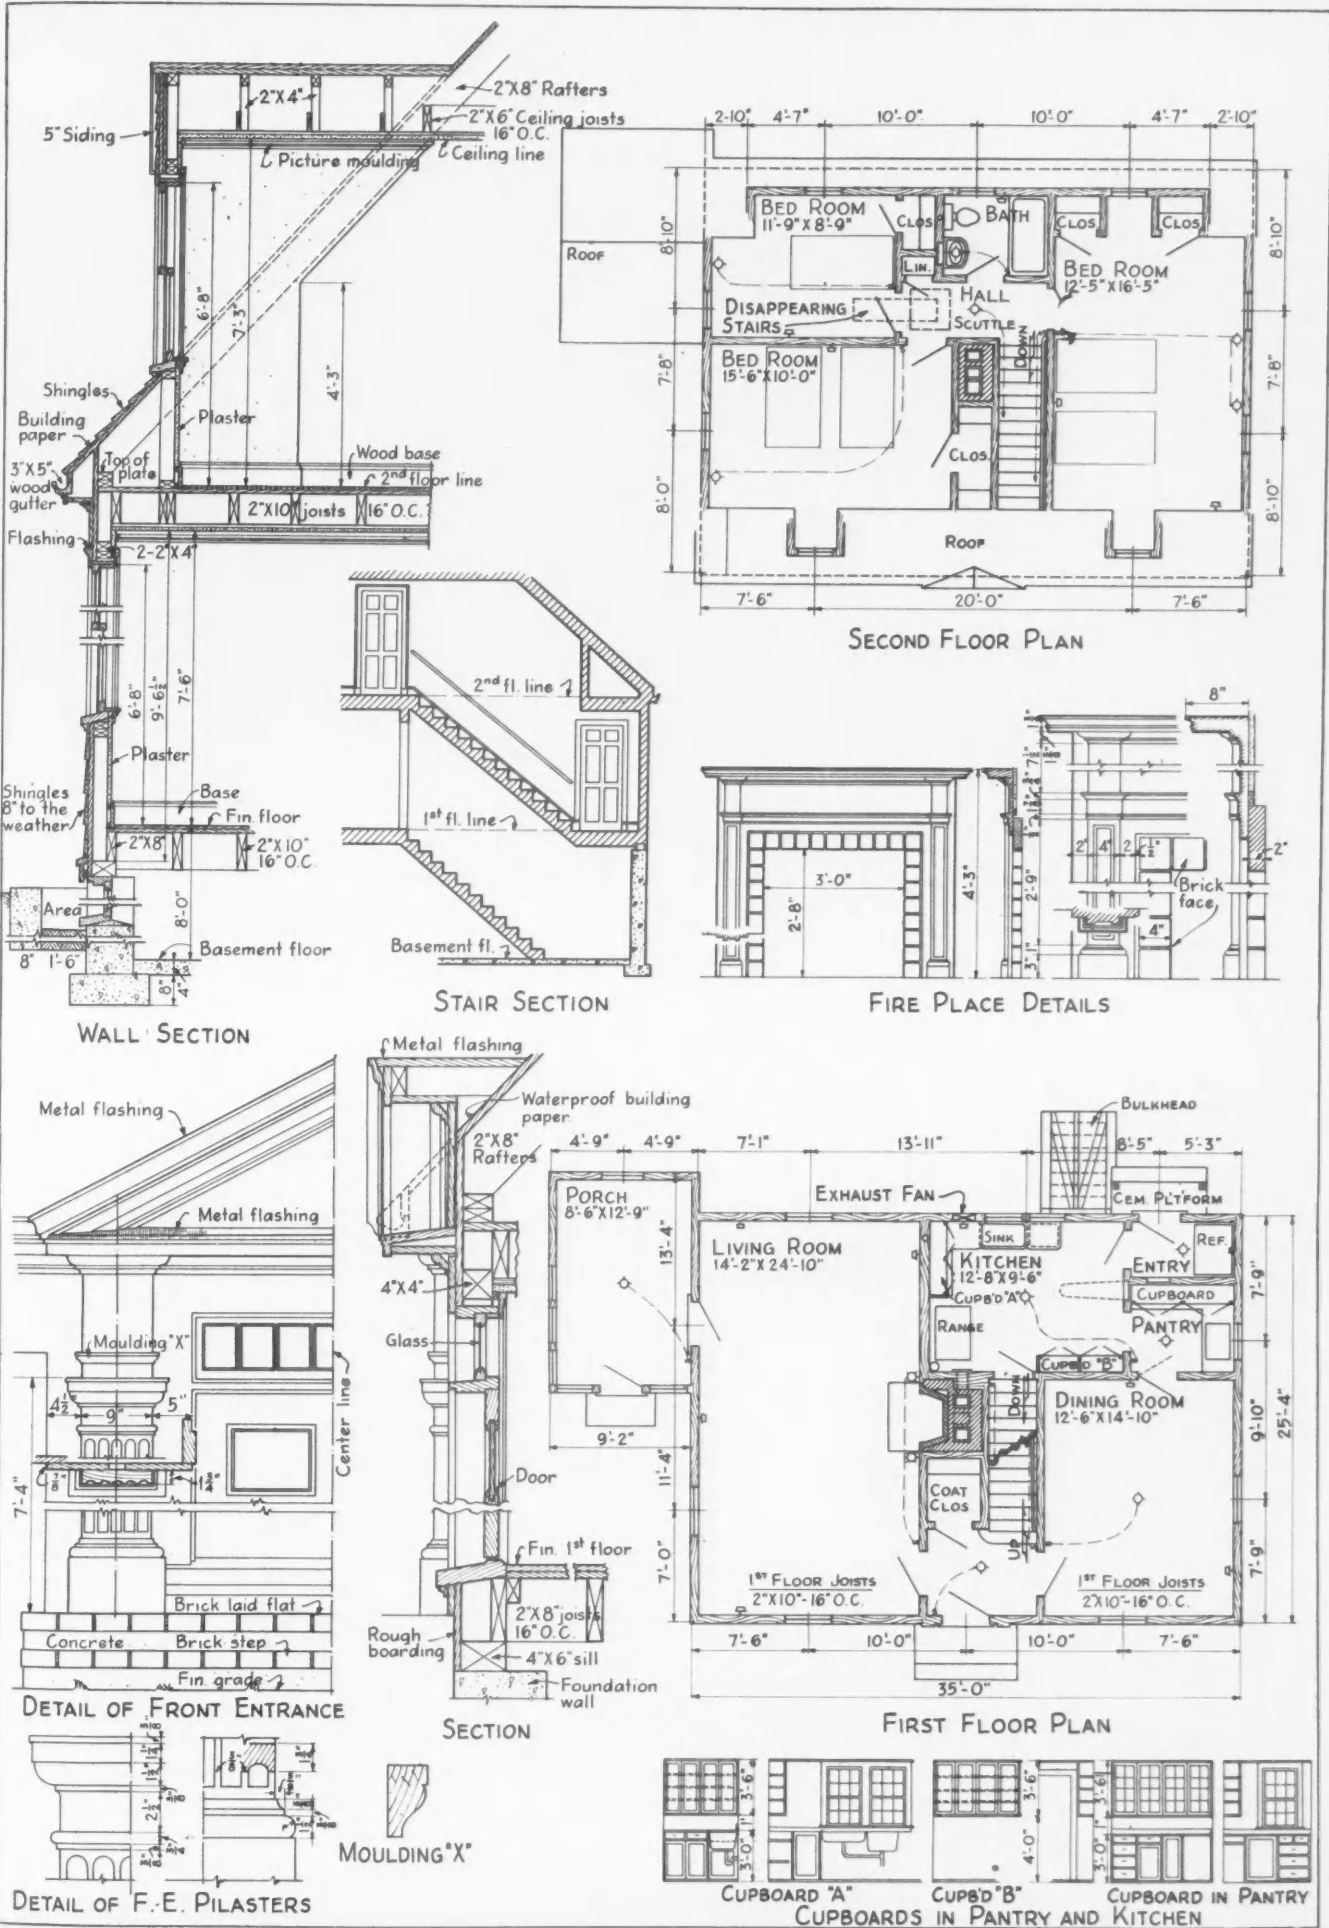 2"X4"
2"X8" Rafters
2"X6" Ceiling joists
16" O.C.
5" Siding
Picture moulding
Ceiling line
6'-8"
7'-3"
4'-3"
Shingles
Building
paper
Plaster
3"X5"
wood
gutter
Top of
plate
Wood base
2nd floor line
2"X10" joists 16" O.C.
Flashing
2-2"X4"
6'-8"
9'-6½"
7'-6"
Plaster
Shingles
8" to the
weather
Base
Fin. floor
2"X8"
2"X10"
16" O.C.
Area
8'-0"
8" 1'-6"
Basement floor
8"
4"
WALL SECTION
2nd fl. line
1st fl. line
Basement fl.
STAIR SECTION
2'-10" 4'-7" 10'-0" 10'-0" 4'-7" 2'-10"
ROOF
8'-10"
7'-8"
8'-0"
BED ROOM
11'-9"X8'-9"
CLOS.
BATH
CLOS.
CLOS.
LIN.
BED ROOM
12'-5"X16'-5"
HALL
DISAPPEARING
STAIRS
SCUTTLE
DOWN
BED ROOM
15'-6"X10'-0"
CLOS.
ROOF
8'-10"
7'-8"
8'-10"
7'-6" 20'-0" 7'-6"
SECOND FLOOR PLAN
3'-0"
2'-8"
4'-3"
8"
2" 4" 2 ½"
2"
2'-9"
Brick
face
4"
3"
1"
FIRE PLACE DETAILS
Metal flashing
Metal flashing
Moulding "X"
4½" 9" 5"
7/8"
1¼"
7'-4"
Center line
Brick laid flat
Concrete Brick step
Fin. grade
DETAIL OF FRONT ENTRANCE
Metal flashing
Waterproof building
paper
2"X8"
Rafters
4"X4"
Glass
Door
Fin. 1st floor
2"X8" joists
16" O.C.
Rough
boarding
4"X6" sill
Foundation
wall
SECTION
BULKHEAD
4'-9" 4'-9" 7'-1" 13'-11" 8'-5" 5'-3"
PORCH
8'-6"X12'-9"
EXHAUST FAN
CEM. PL'TFORM
13'-4"
LIVING ROOM
14'-2"X24'-10"
SINK
KITCHEN
12'-8"X9'-6"
CUPB'D "A"
RANGE
ENTRY
REF.
CUPBOARD
PANTRY
CUPB'D "B"
7'-9"
9'-10"
7'-9"
25'-4"
DOWN
DINING ROOM
12'-6"X14'-10"
9'-2"
11'-4"
7'-0"
COAT
CLOS.
UP
1ST FLOOR JOISTS
2"X10"-16" O.C.
1ST FLOOR JOISTS
2"X10"-16" O.C.
7'-6" 10'-0" 10'-0" 7'-6"
35'-0"
FIRST FLOOR PLAN
DETAIL OF F.-E. PILASTERS
MOULDING "X"
3'-6"
1'
3'-0"
3'-6"
4'-0"
3'-6"
1"
3'-0"
CUPBOARD "A"
CUPB'D "B"
CUPBOARD IN PANTRY
CUPBOARDS IN PANTRY AND KITCHEN